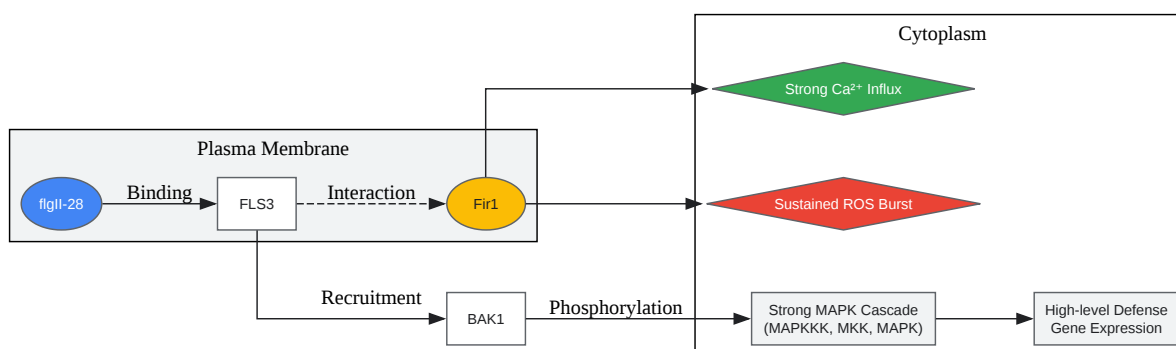 Cytoplasm
Strong Ca²⁺ Influx
Plasma Membrane
flgII-28
Binding
FLS3
Interaction
Fir1
Sustained ROS Burst
Recruitment
BAK1
Phosphorylation
Strong MAPK Cascade
(MAPKKK, MKK, MAPK)
High-level Defense
Gene Expression